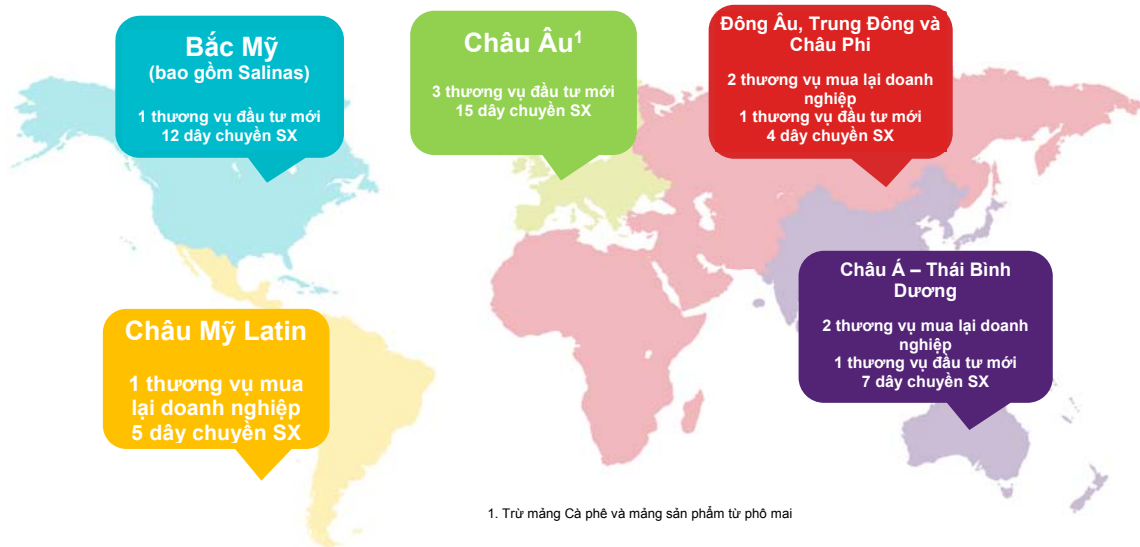 Bắc Mỹ
(bao gồm Salinas)
1 thương vụ đầu tư mới
12 dây chuyền SX
Châu Âu¹
3 thương vụ đầu tư mới
15 dây chuyền SX
Đông Âu, Trung Đông và
Châu Phi
2 thương vụ mua lại doanh
nghiệp
1 thương vụ đầu tư mới
4 dây chuyền SX
Châu Mỹ Latin
1 thương vụ mua
lại doanh nghiệp
5 dây chuyền SX
Châu Á – Thái Bình
Dương
2 thương vụ mua lại doanh
nghiệp
1 thương vụ đầu tư mới
7 dây chuyền SX
1. Trừ mảng Cà phê và mảng sản phẩm từ phô mai